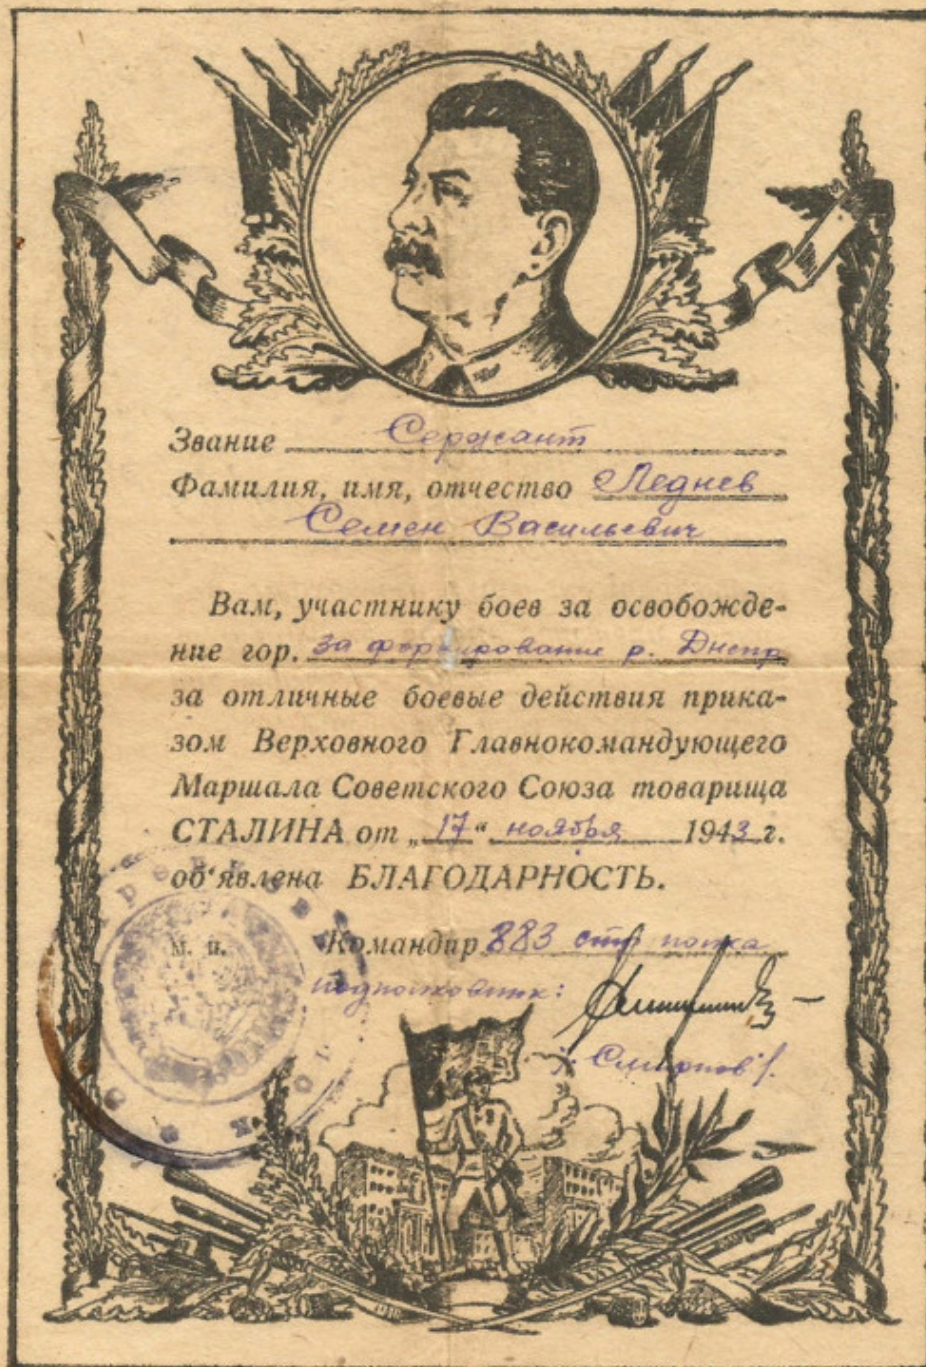 Звание Сержант
Фамилия, имя, отчество Леднев
Семен Васильевич
Вам, участнику боев за освобожде-
ние гор. за форсирование р. Днепр
за отличные боевые действия прика-
зом Верховного Главнокомандующего
Маршала Советского Союза товарища
СТАЛИНА от „17“ ноября 1943 г.
об'явлена БЛАГОДАРНОСТЬ.
м. п. Командир 883 стр полка
подполковник:
/Смирнов/.